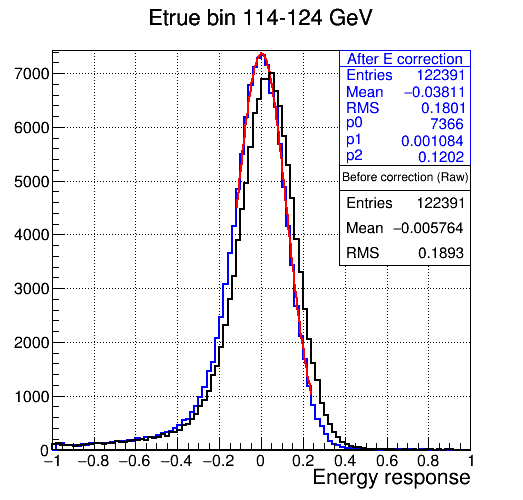 Etrue bin 114-124 GeV
After E correction
Entries 122391
Mean −0.03811
RMS 0.1801
p0 7366
p1 0.001084
p2 0.1202
Before correction (Raw)
Entries 122391
Mean −0.005764
RMS 0.1893
7000
6000
5000
4000
3000
2000
1000
0
−1 −0.8 −0.6 −0.4 −0.2 0 0.2 0.4 0.6 0.8 1
Energy response